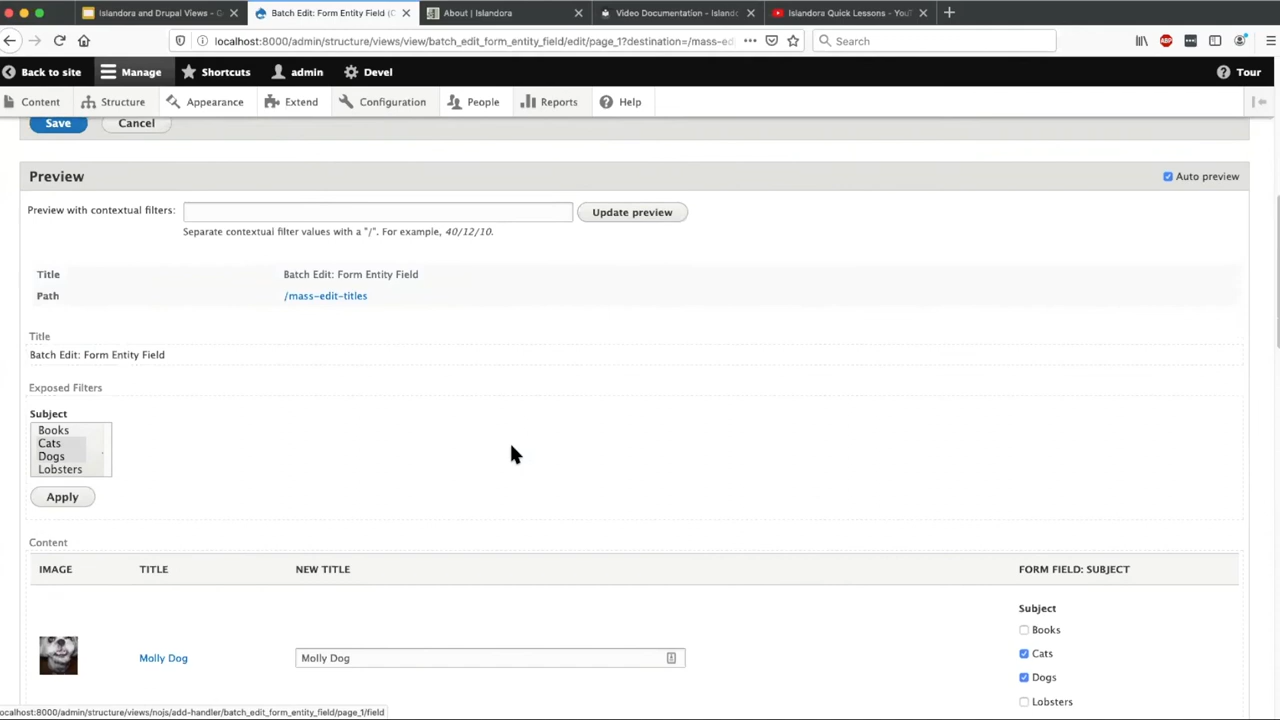 Islandora and Drupal Views - G
Batch Edit: Form Entity Field (C
About | Islandora
Video Documentation - Island
Islandora Quick Lessons - YouT
localhost:8000/admin/structure/views/view/batch_edit_form_entity_field/edit/page_1?destination=/mass-ed
Search
ABP
Back to site
Manage
Shortcuts
admin
Devel
Tour
Content
Structure
Appearance
Extend
Configuration
People
Reports
Help
Save
Cancel
Preview
Auto preview
Preview with contextual filters:
Update preview
Separate contextual filter values with a "/". For example, 40/12/10.
Title
Batch Edit: Form Entity Field
Path
/mass-edit-titles
Title
Batch Edit: Form Entity Field
Exposed Filters
Subject
Books
Cats
Dogs
Lobsters
Apply
Content
IMAGE
TITLE
NEW TITLE
FORM FIELD: SUBJECT
Subject
Books
Molly Dog
Molly Dog
Cats
Dogs
Lobsters
localhost:8000/admin/structure/views/nojs/add-handler/batch_edit_form_entity_field/page_1/field